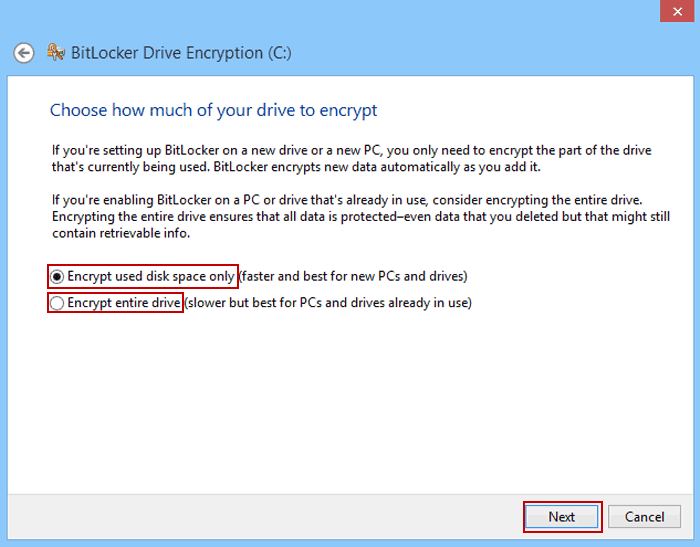 BitLocker Drive Encryption (C:)
Choose how much of your drive to encrypt
If you're setting up BitLocker on a new drive or a new PC, you only need to encrypt the part of the drive
that's currently being used. BitLocker encrypts new data automatically as you add it.
If you're enabling BitLocker on a PC or drive that's already in use, consider encrypting the entire drive.
Encrypting the entire drive ensures that all data is protected–even data that you deleted but that might still
contain retrievable info.
Encrypt used disk space only (faster and best for new PCs and drives)
Encrypt entire drive (slower but best for PCs and drives already in use)
Next Cancel